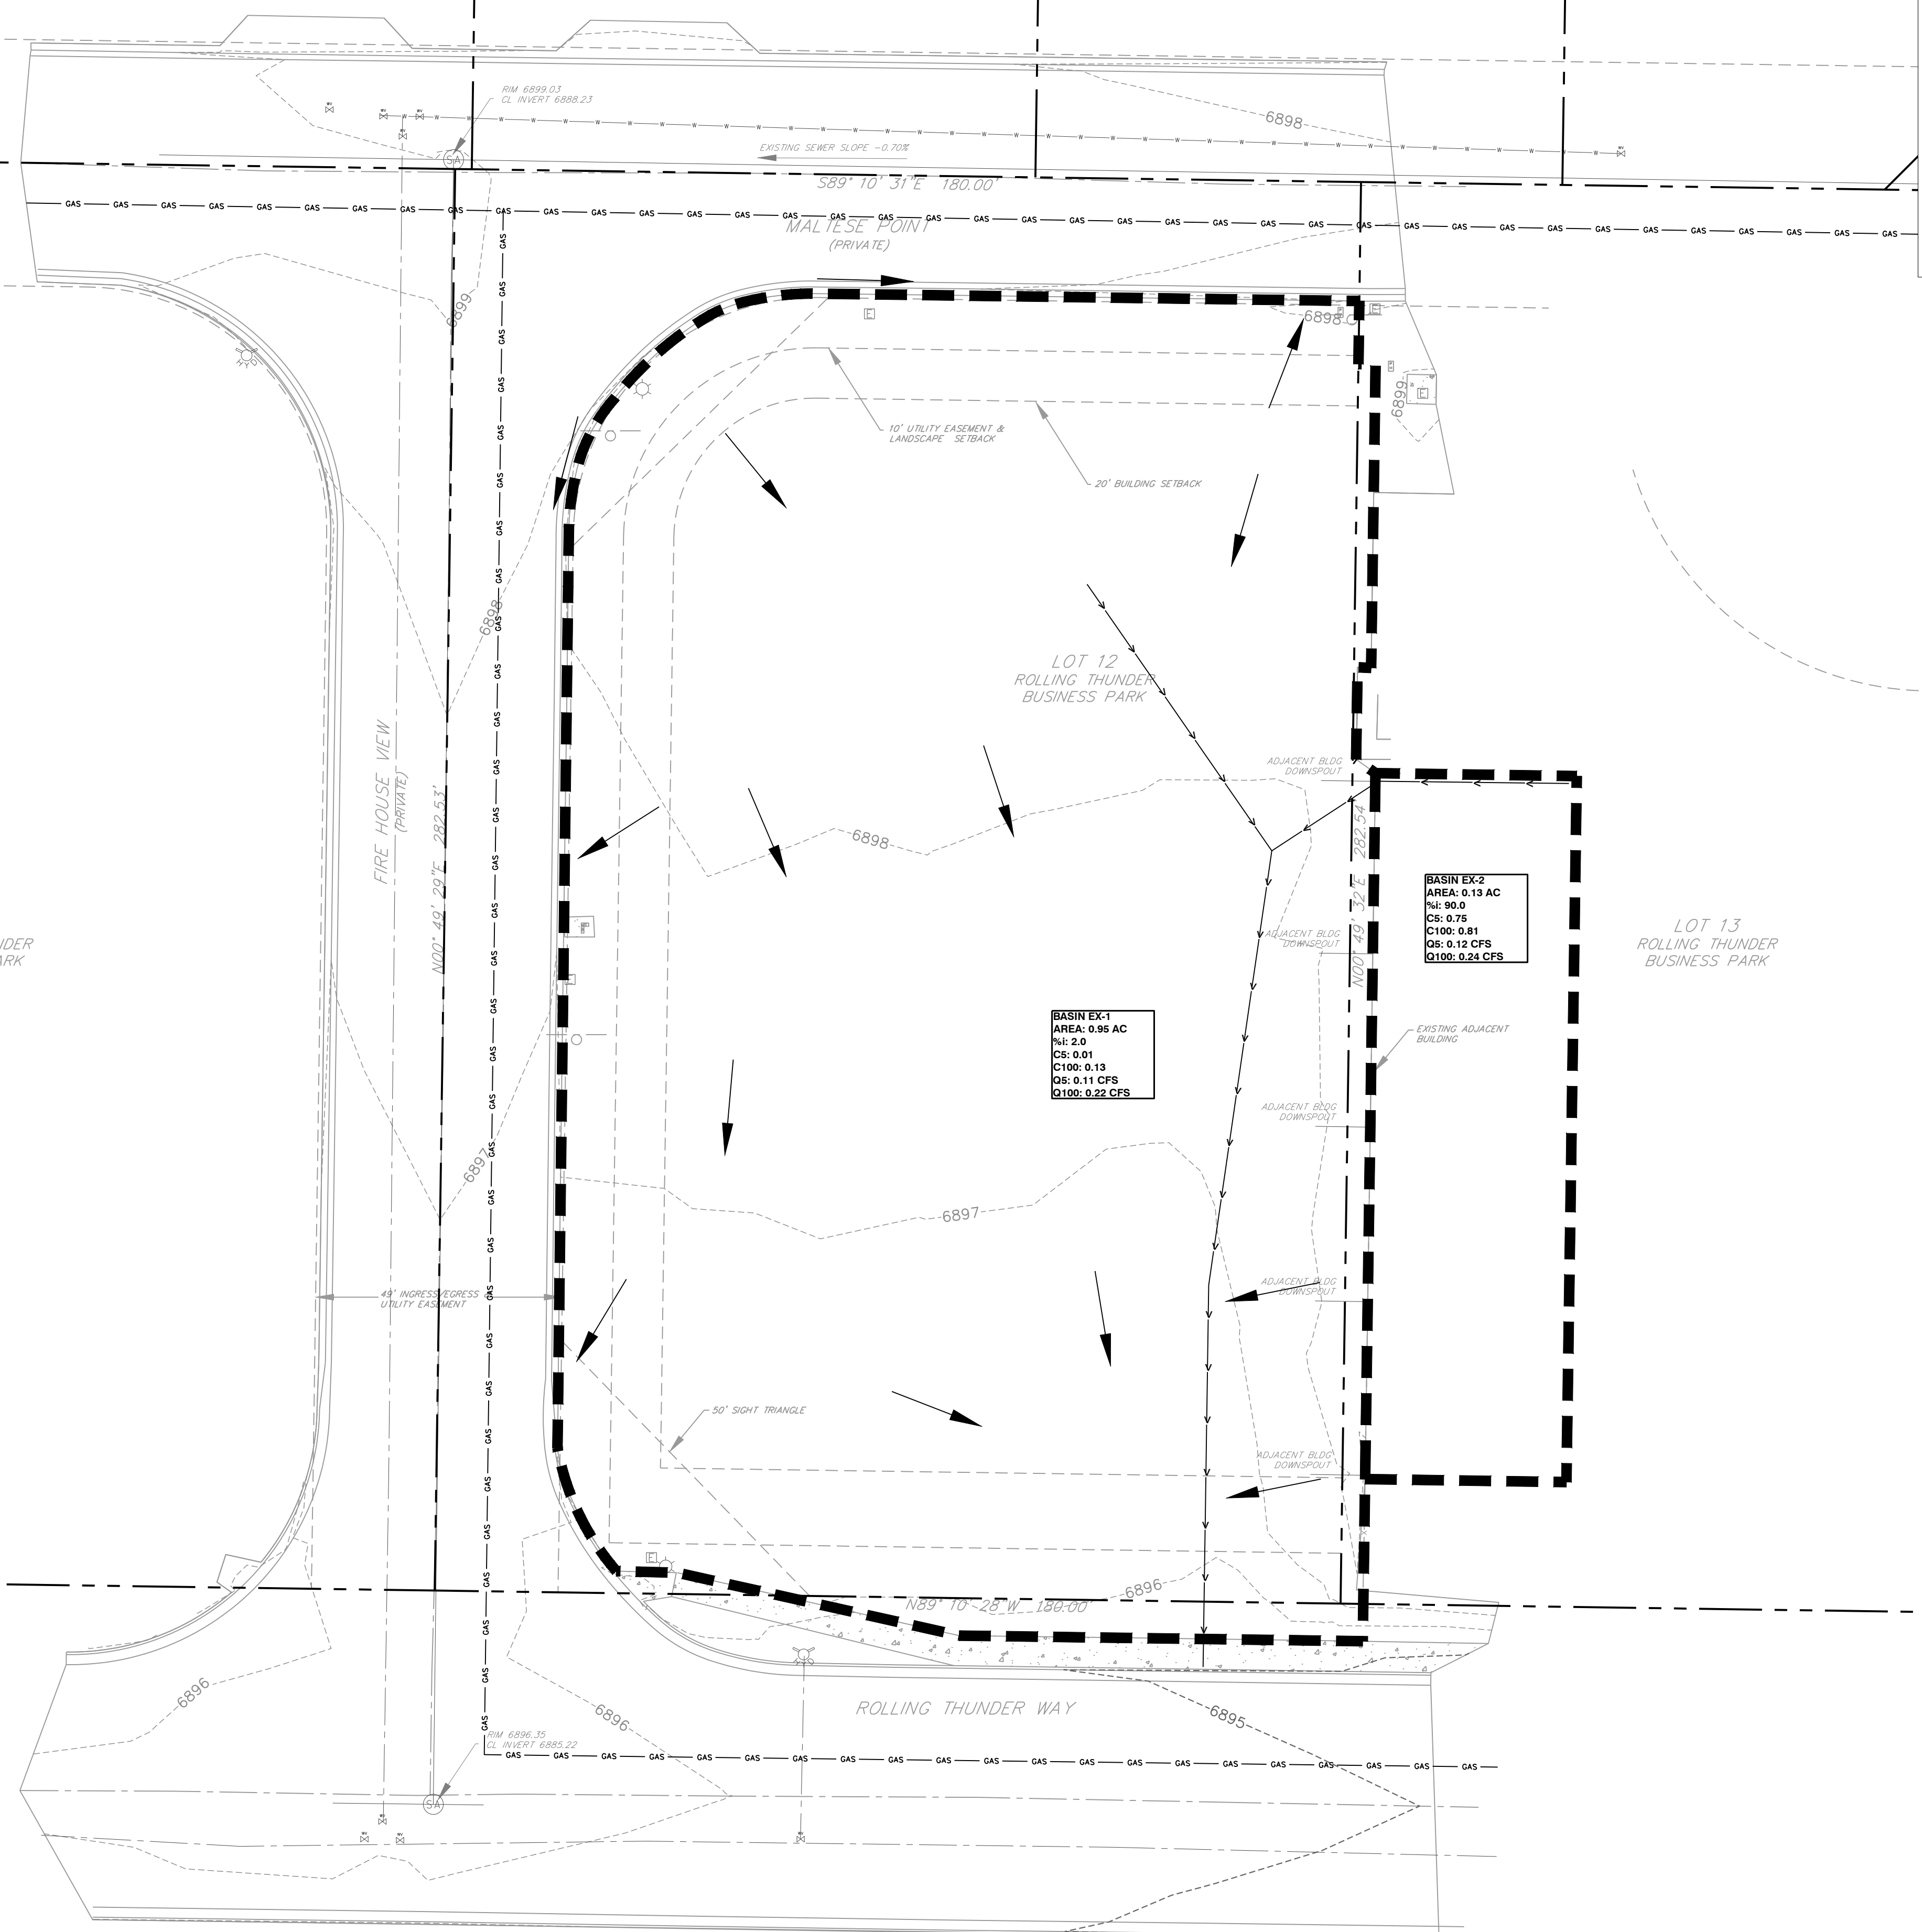 RIM 6899.03
CL INVERT 6888.23
6898
EXISTING SEWER SLOPE -0.70%
S89° 10' 31"E 180.00'
MALTESE POINT
(PRIVATE)
6899
6898
6899
10' UTILITY EASEMENT &
LANDSCAPE SETBACK
20' BUILDING SETBACK
6898
LOT 12
ROLLING THUNDER
BUSINESS PARK
FIRE HOUSE VIEW
(PRIVATE)
N00° 49' 29"E 282.53'
ADJACENT BLDG
DOWNSPOUT
6898
N00° 49' 32"E 282.54
BASIN EX-2
AREA: 0.13 AC
%i: 90.0
C5: 0.75
C100: 0.81
Q5: 0.12 CFS
Q100: 0.24 CFS
LOT 13
ROLLING THUNDER
BUSINESS PARK
NDER
ARK
ADJACENT BLDG
DOWNSPOUT
BASIN EX-1
AREA: 0.95 AC
%i: 2.0
C5: 0.01
C100: 0.13
Q5: 0.11 CFS
Q100: 0.22 CFS
EXISTING ADJACENT
BUILDING
ADJACENT BLDG
DOWNSPOUT
6897
6897
49' INGRESS/EGRESS
UTILITY EASEMENT
ADJACENT BLDG
DOWNSPOUT
50' SIGHT TRIANGLE
ADJACENT BLDG
DOWNSPOUT
6896
N89° 10' 28"W 180.00'
6896
6896
ROLLING THUNDER WAY
6895
RIM 6896.35
CL INVERT 6885.22
SA
SA
GAS
GAS
GAS
W